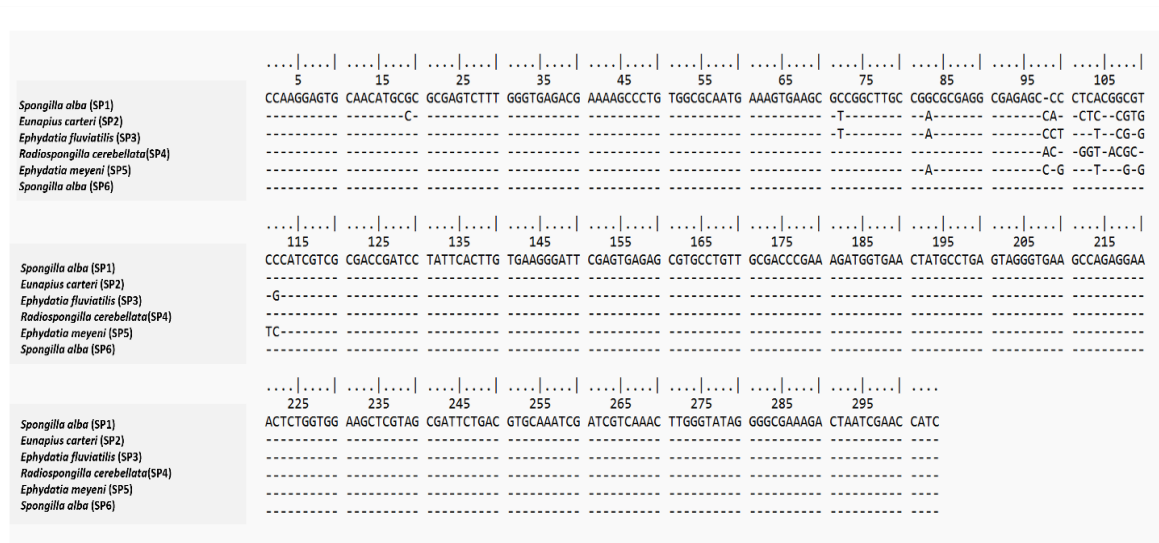 ....|....| ....|....| ....|....| ....|....| ....|....| ....|....| ....|....| ....|....| ....|....| ....|....| ....|....|
5 15 25 35 45 55 65 75 85 95 105
Spongilla alba (SP1) CCAAGGAGTG CAACATGCGC GCGAGTCTTT GGGTGAGACG AAAAGCCCTG TGGCGCAATG AAAGTGAAGC GCCGGCTTGC CGGCGCGAGG CGAGAGC-CC CTCACGGCGT
Eunapius carteri (SP2) ---------- --------C- ---------- ---------- ---------- ---------- ---------- -T-------- --A------- -------CA- -CTC--CGTG
Ephydatia fluviatilis (SP3) ---------- ---------- ---------- ---------- ---------- ---------- ---------- -T-------- --A------- -------CCT ---T--CG-G
Radiospongilla cerebellata(SP4) ---------- ---------- ---------- ---------- ---------- ---------- ---------- ---------- ---------- -------AC- -GGT-ACGC-
Ephydatia meyeni (SP5) ---------- ---------- ---------- ---------- ---------- ---------- ---------- ---------- --A------- -------C-G ---T---G-G
Spongilla alba (SP6) ---------- ---------- ---------- ---------- ---------- ---------- ---------- ---------- ---------- ---------- ----------
....|....| ....|....| ....|....| ....|....| ....|....| ....|....| ....|....| ....|....| ....|....| ....|....| ....|....|
115 125 135 145 155 165 175 185 195 205 215
Spongilla alba (SP1) CCCATCGTCG CGACCGATCC TATTCACTTG TGAAGGGATT CGAGTGAGAG CGTGCCTGTT GCGACCCGAA AGATGGTGAA CTATGCCTGA GTAGGGTGAA GCCAGAGGAA
Eunapius carteri (SP2) ---------- ---------- ---------- ---------- ---------- ---------- ---------- ---------- ---------- ---------- ----------
Ephydatia fluviatilis (SP3) -G-------- ---------- ---------- ---------- ---------- ---------- ---------- ---------- ---------- ---------- ----------
Radiospongilla cerebellata(SP4) ---------- ---------- ---------- ---------- ---------- ---------- ---------- ---------- ---------- ---------- ----------
Ephydatia meyeni (SP5) TC-------- ---------- ---------- ---------- ---------- ---------- ---------- ---------- ---------- ---------- ----------
Spongilla alba (SP6) ---------- ---------- ---------- ---------- ---------- ---------- ---------- ---------- ---------- ---------- ----------
....|....| ....|....| ....|....| ....|....| ....|....| ....|....| ....|....| ....|....| ....
225 235 245 255 265 275 285 295
Spongilla alba (SP1) ACTCTGGTGG AAGCTCGTAG CGATTCTGAC GTGCAAATCG ATCGTCAAAC TTGGGTATAG GGGCGAAAGA CTAATCGAAC CATC
Eunapius carteri (SP2) ---------- ---------- ---------- ---------- ---------- ---------- ---------- ---------- ----
Ephydatia fluviatilis (SP3) ---------- ---------- ---------- ---------- ---------- ---------- ---------- ---------- ----
Radiospongilla cerebellata(SP4) ---------- ---------- ---------- ---------- ---------- ---------- ---------- ---------- ----
Ephydatia meyeni (SP5) ---------- ---------- ---------- ---------- ---------- ---------- ---------- ---------- ----
Spongilla alba (SP6) ---------- ---------- ---------- ---------- ---------- ---------- ---------- ---------- ----